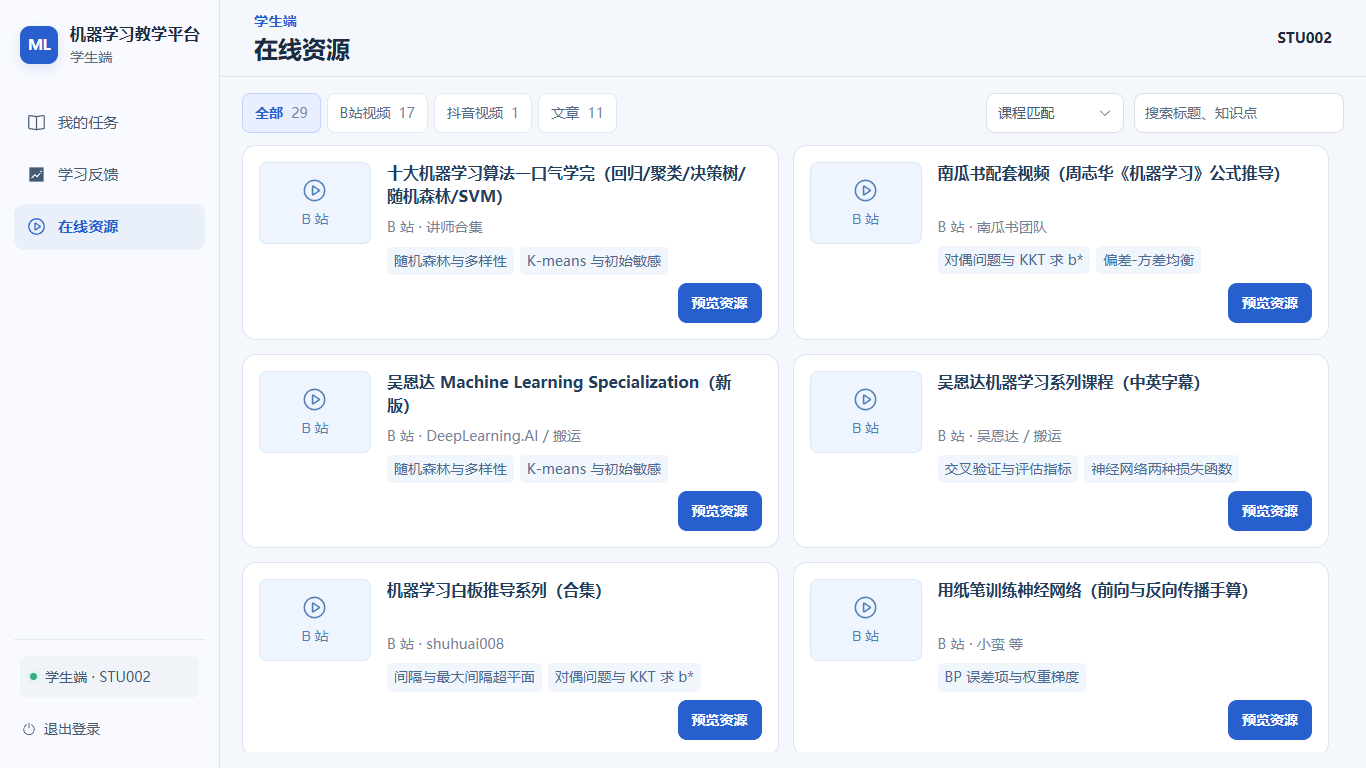 ML
机器学习教学平台
学生端
我的任务
学习反馈
在线资源
学生端 · STU002
退出登录
学生端
在线资源
STU002
全部 29
B站视频 17
抖音视频 1
文章 11
课程匹配
搜索标题、知识点
B 站
十大机器学习算法一口气学完（回归/聚类/决策树/
随机森林/SVM）
B 站 · 讲师合集
随机森林与多样性
K-means 与初始敏感
预览资源
B 站
南瓜书配套视频（周志华《机器学习》公式推导）
B 站 · 南瓜书团队
对偶问题与 KKT 求 b*
偏差-方差均衡
预览资源
B 站
吴恩达 Machine Learning Specialization（新
版）
B 站 · DeepLearning.AI / 搬运
随机森林与多样性
K-means 与初始敏感
预览资源
B 站
吴恩达机器学习系列课程（中英字幕）
B 站 · 吴恩达 / 搬运
交叉验证与评估指标
神经网络两种损失函数
预览资源
B 站
机器学习白板推导系列（合集）
B 站 · shuhuai008
间隔与最大间隔超平面
对偶问题与 KKT 求 b*
预览资源
B 站
用纸笔训练神经网络（前向与反向传播手算）
B 站 · 小蛮 等
BP 误差项与权重梯度
预览资源